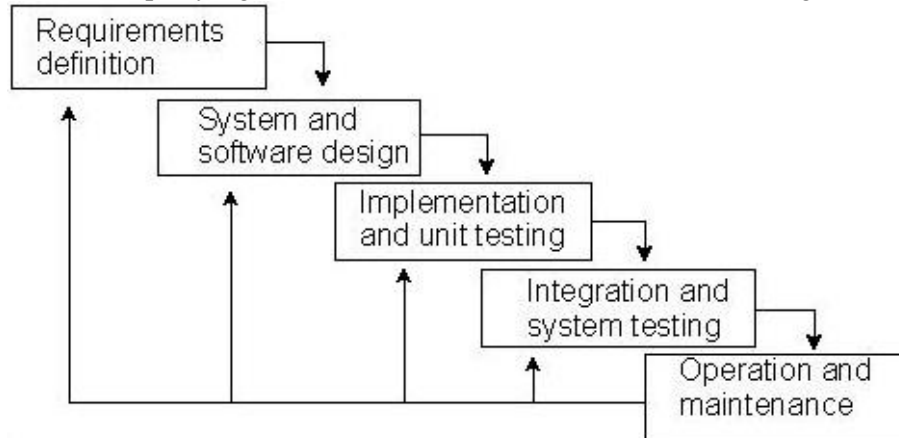 Requirements
definition
System and
software design
Implementation
and unit testing
Integration and
system testing
Operation and
maintenance